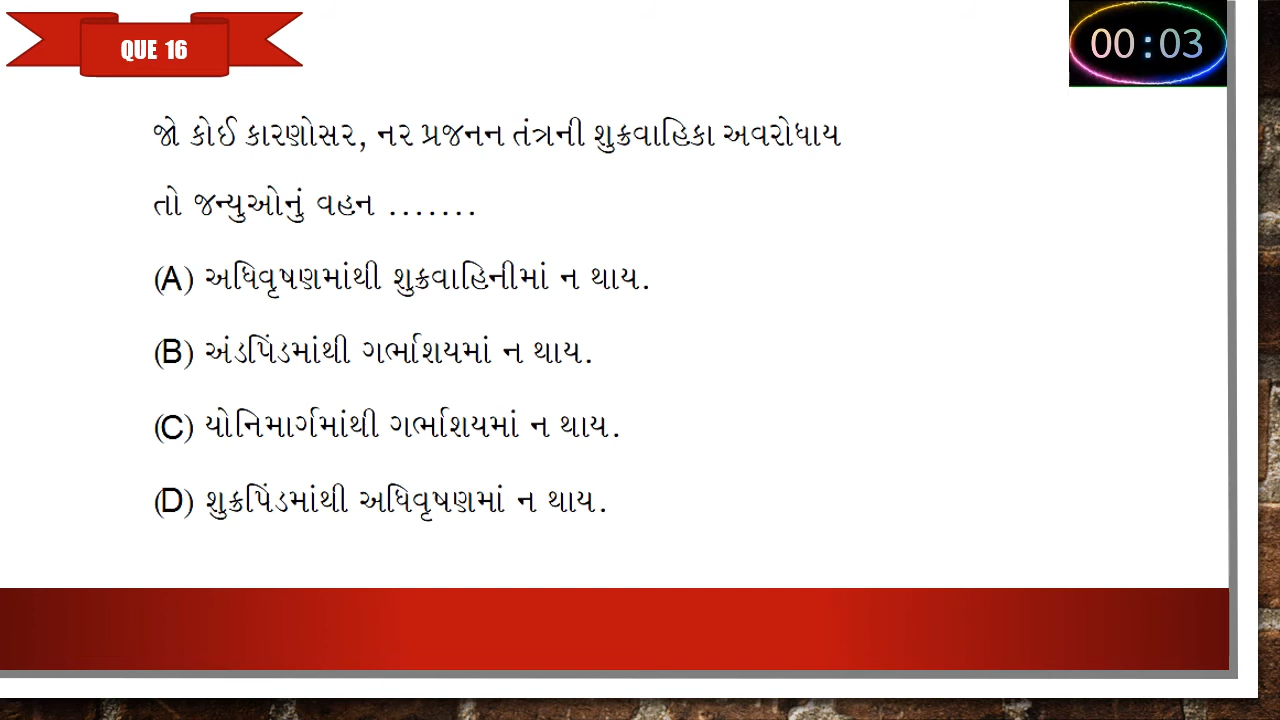 QUE 16
00:03
જો કોઈ કારણોસર, નર પ્રજનન તંત્રની શુક્રવાહિકા અવરોધાય
તો જન્યુઓનું વહન .......
(A) અધિવૃષણમાંથી શુક્રવાહિનીમાં ન થાય.
(B) અંડપિંડમાંથી ગર્ભાશયમાં ન થાય.
(C) યોનિમાર્ગમાંથી ગર્ભાશયમાં ન થાય.
(D) શુક્રપિંડમાંથી અધિવૃષણમાં ન થાય.